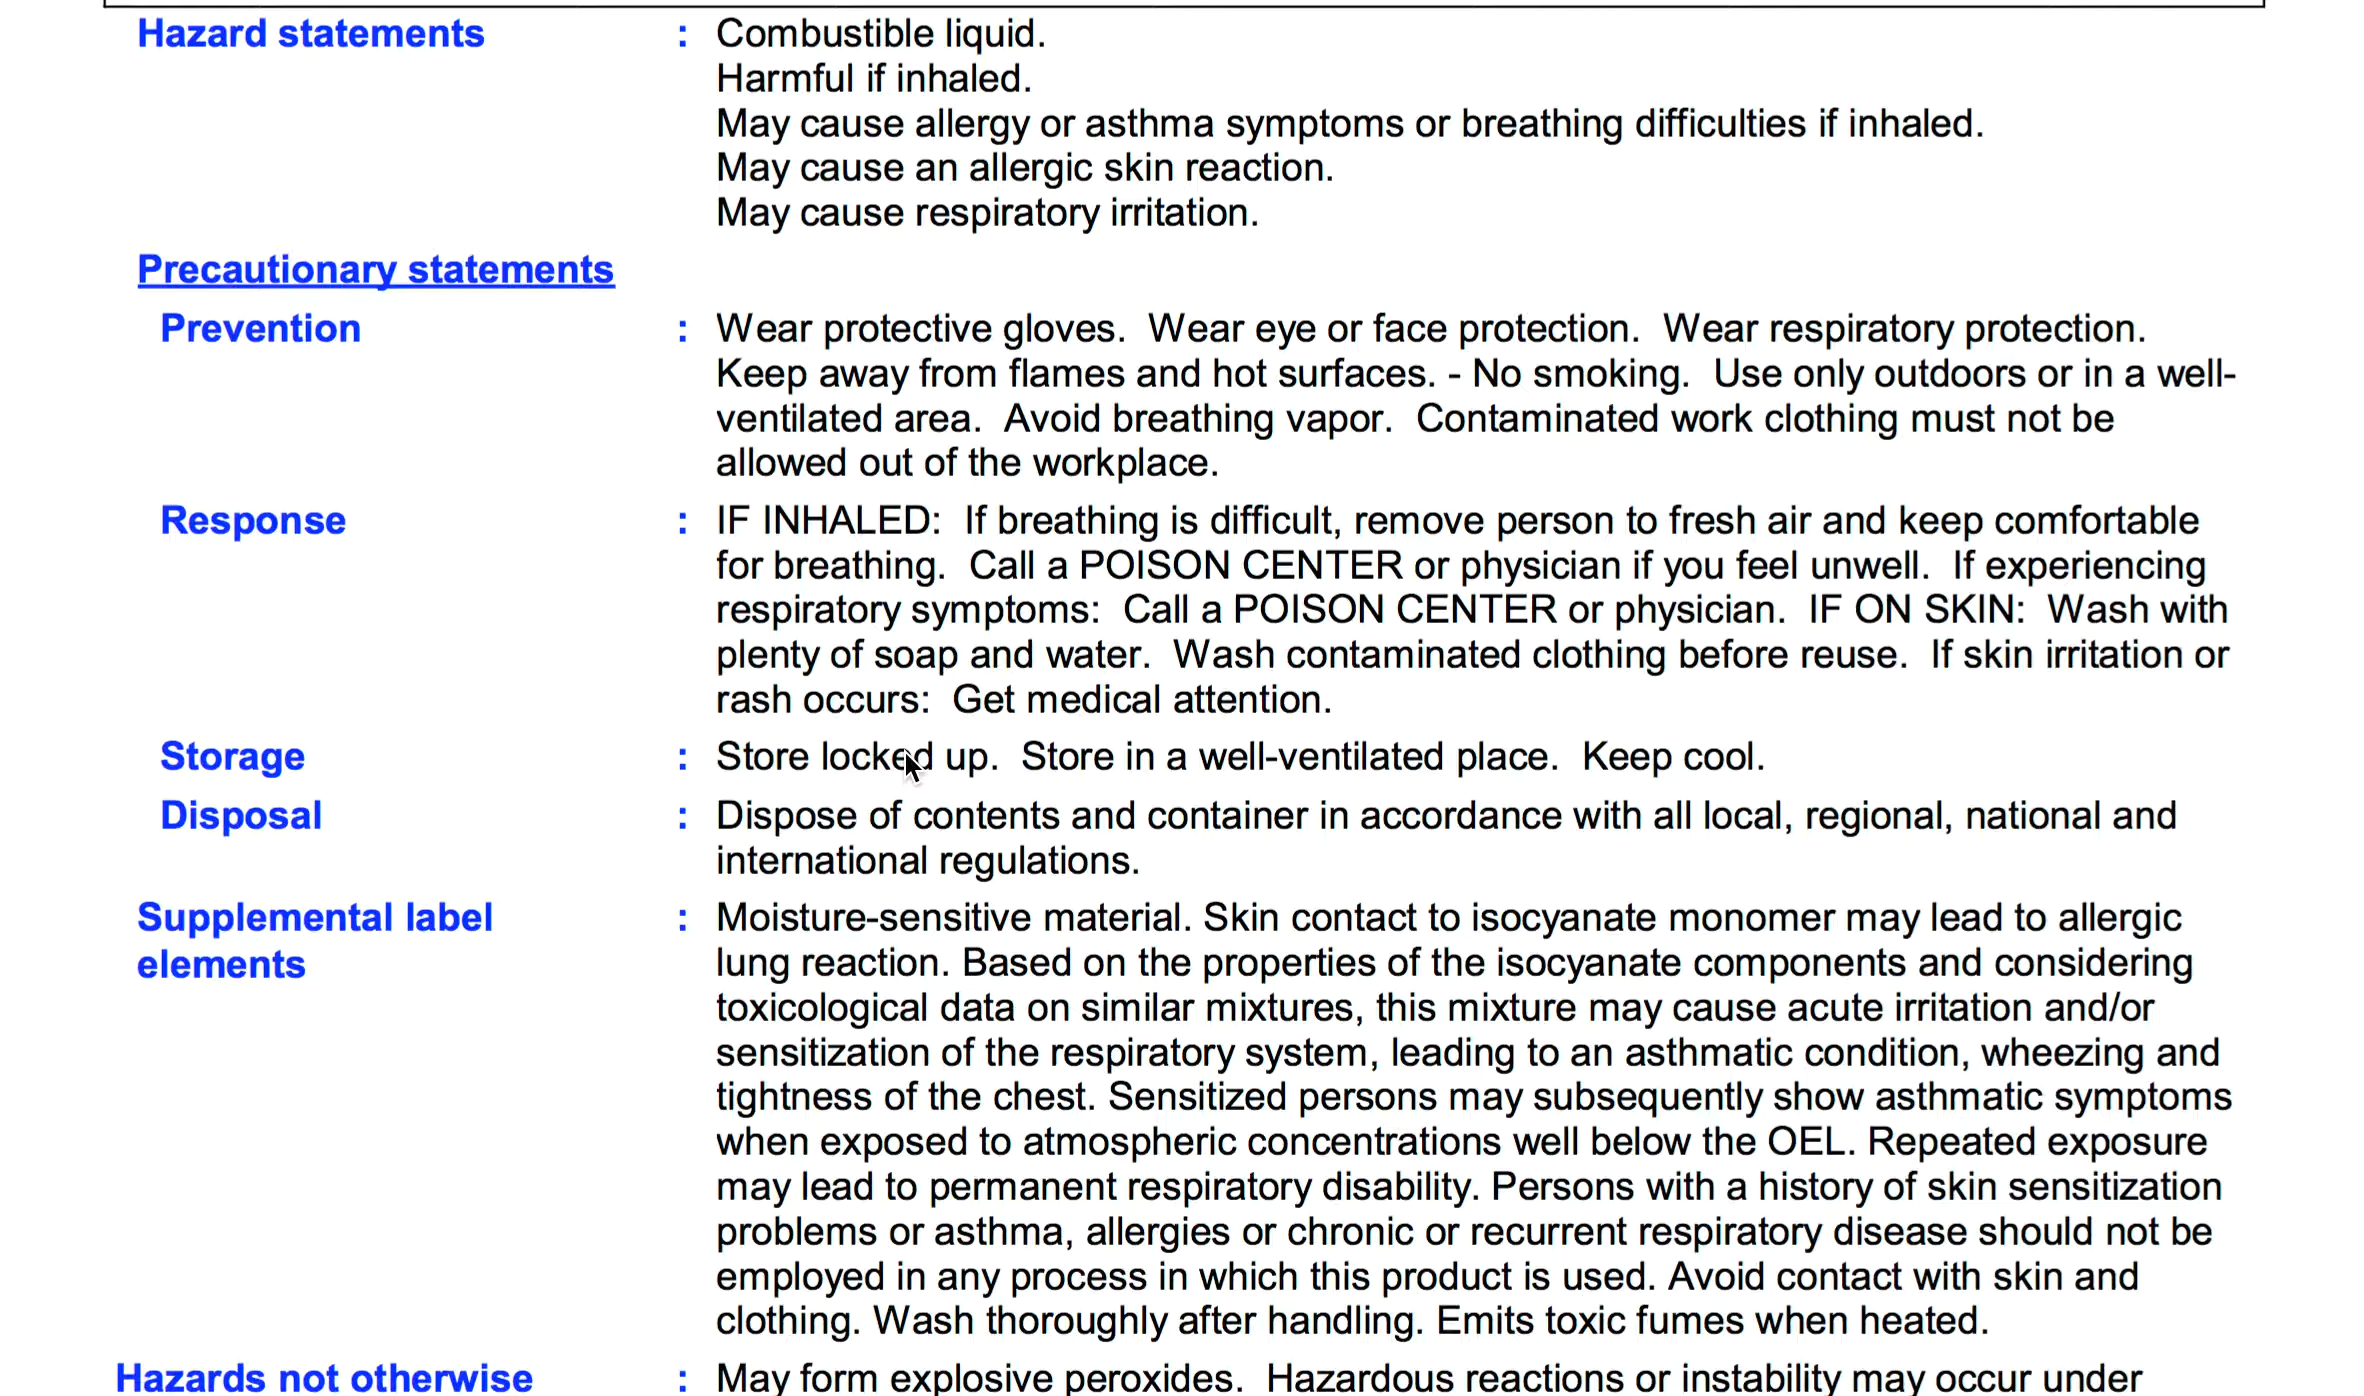 Hazard statements : Combustible liquid.
Harmful if inhaled.
May cause allergy or asthma symptoms or breathing difficulties if inhaled.
May cause an allergic skin reaction.
May cause respiratory irritation.
Precautionary statements
Prevention : Wear protective gloves.  Wear eye or face protection.  Wear respiratory protection.
Keep away from flames and hot surfaces. - No smoking.  Use only outdoors or in a well-
ventilated area.  Avoid breathing vapor.  Contaminated work clothing must not be
allowed out of the workplace.
Response : IF INHALED:  If breathing is difficult, remove person to fresh air and keep comfortable
for breathing.  Call a POISON CENTER or physician if you feel unwell.  If experiencing
respiratory symptoms:  Call a POISON CENTER or physician.  IF ON SKIN:  Wash with
plenty of soap and water.  Wash contaminated clothing before reuse.  If skin irritation or
rash occurs:  Get medical attention.
Storage : Store locked up.  Store in a well-ventilated place.  Keep cool.
Disposal : Dispose of contents and container in accordance with all local, regional, national and
international regulations.
Supplemental label : Moisture-sensitive material. Skin contact to isocyanate monomer may lead to allergic
elements lung reaction. Based on the properties of the isocyanate components and considering
toxicological data on similar mixtures, this mixture may cause acute irritation and/or
sensitization of the respiratory system, leading to an asthmatic condition, wheezing and
tightness of the chest. Sensitized persons may subsequently show asthmatic symptoms
when exposed to atmospheric concentrations well below the OEL. Repeated exposure
may lead to permanent respiratory disability. Persons with a history of skin sensitization
problems or asthma, allergies or chronic or recurrent respiratory disease should not be
employed in any process in which this product is used. Avoid contact with skin and
clothing. Wash thoroughly after handling. Emits toxic fumes when heated.
Hazards not otherwise : May form explosive peroxides.  Hazardous reactions or instability may occur under